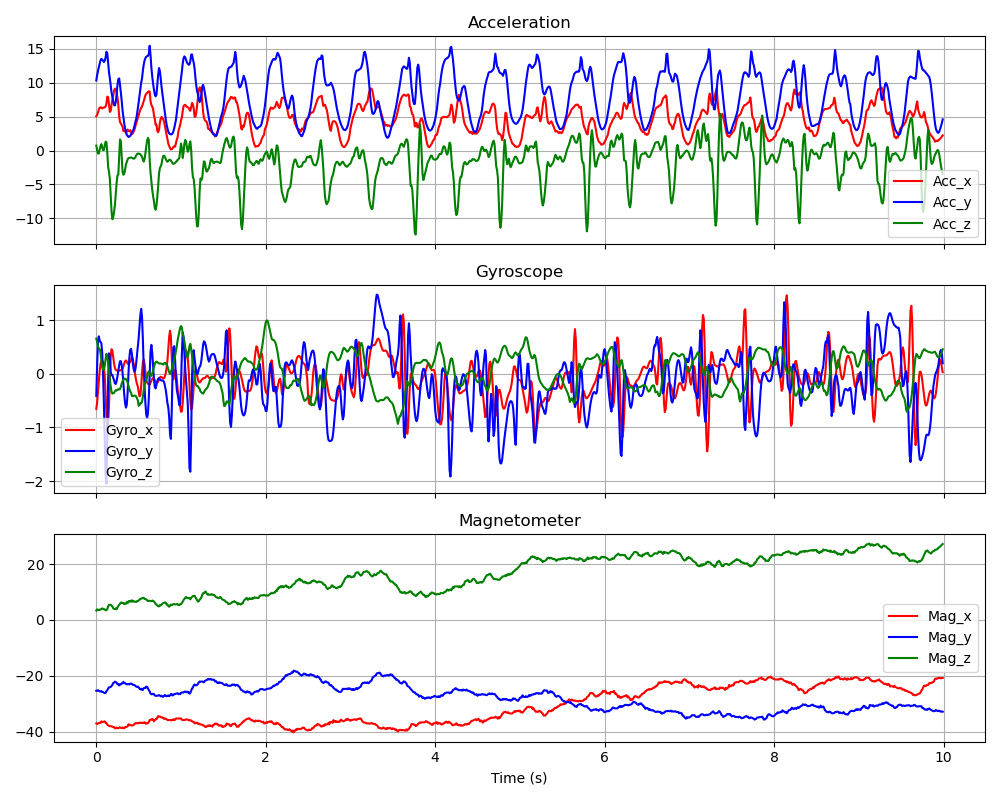 Acceleration
15
10
5
0
−5
−10
Acc_x
Acc_y
Acc_z
Gyroscope
1
0
−1
−2
Gyro_x
Gyro_y
Gyro_z
Magnetometer
20
0
−20
−40
Mag_x
Mag_y
Mag_z
0 2 4 6 8 10
Time (s)